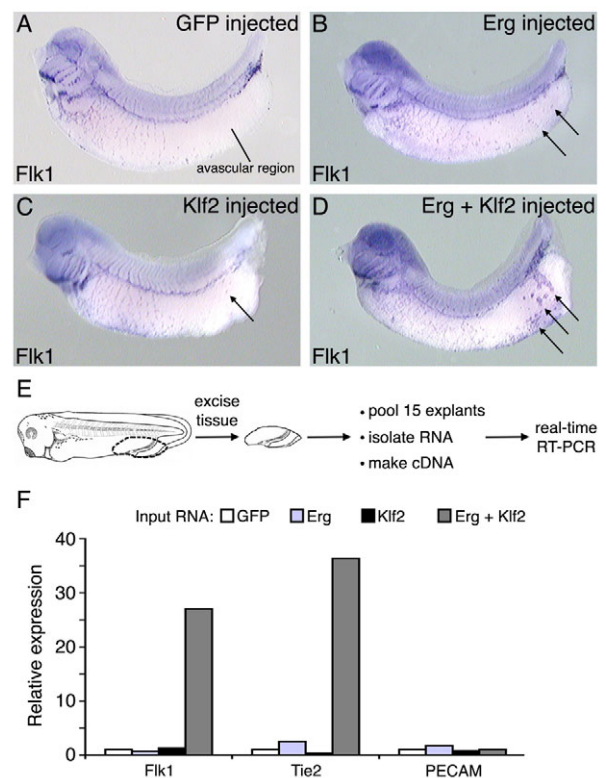 A
GFP injected
avascular region
Flk1
B
Erg injected
Flk1
C
Klf2 injected
Flk1
D
Erg + Klf2 injected
Flk1
E
excise
tissue
• pool 15 explants
• isolate RNA
• make cDNA
real-time
RT-PCR
F
Input RNA: GFP Erg Klf2 Erg + Klf2
Relative expression
40
30
20
10
0
Flk1 Tie2 PECAM